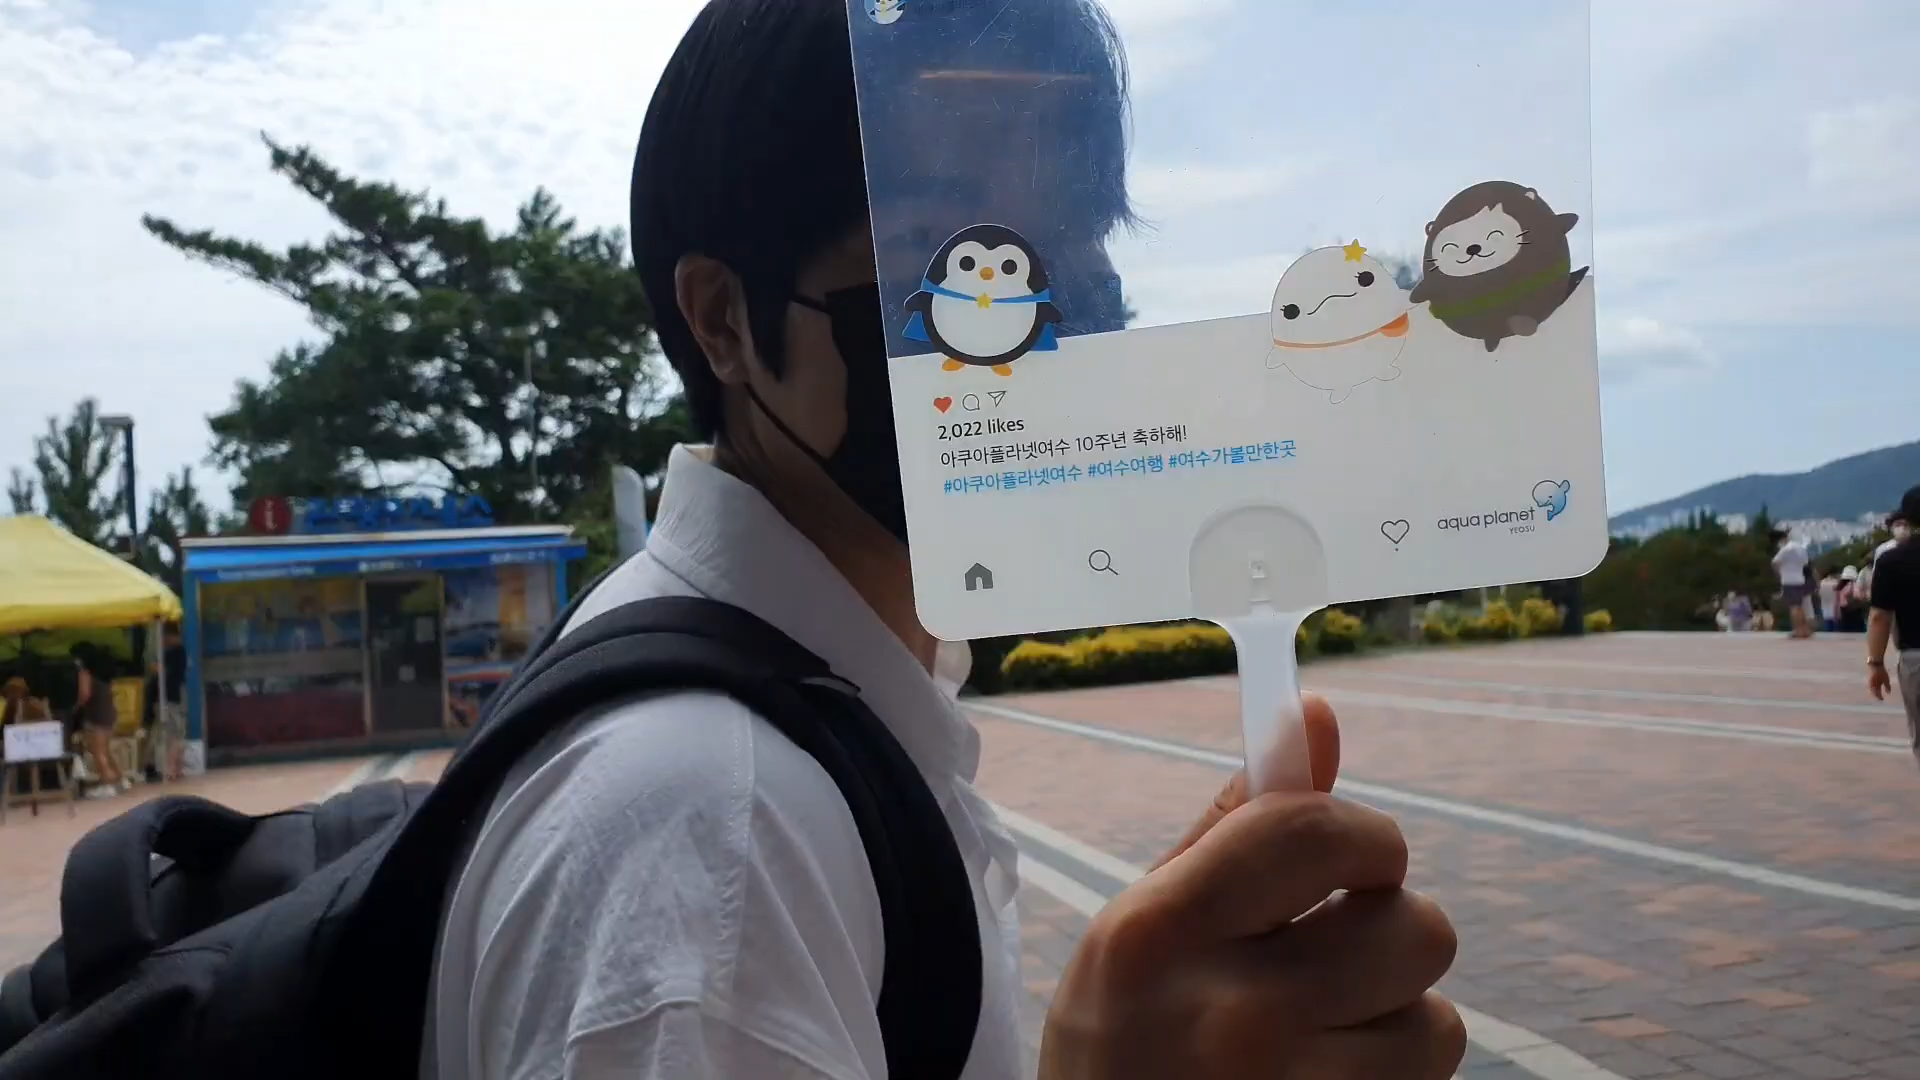 2,022 likes
아쿠아플라넷여수 10주년 축하해!
#아쿠아플라넷여수 #여수여행 #여수가볼만한곳
aqua planet
YEOSU